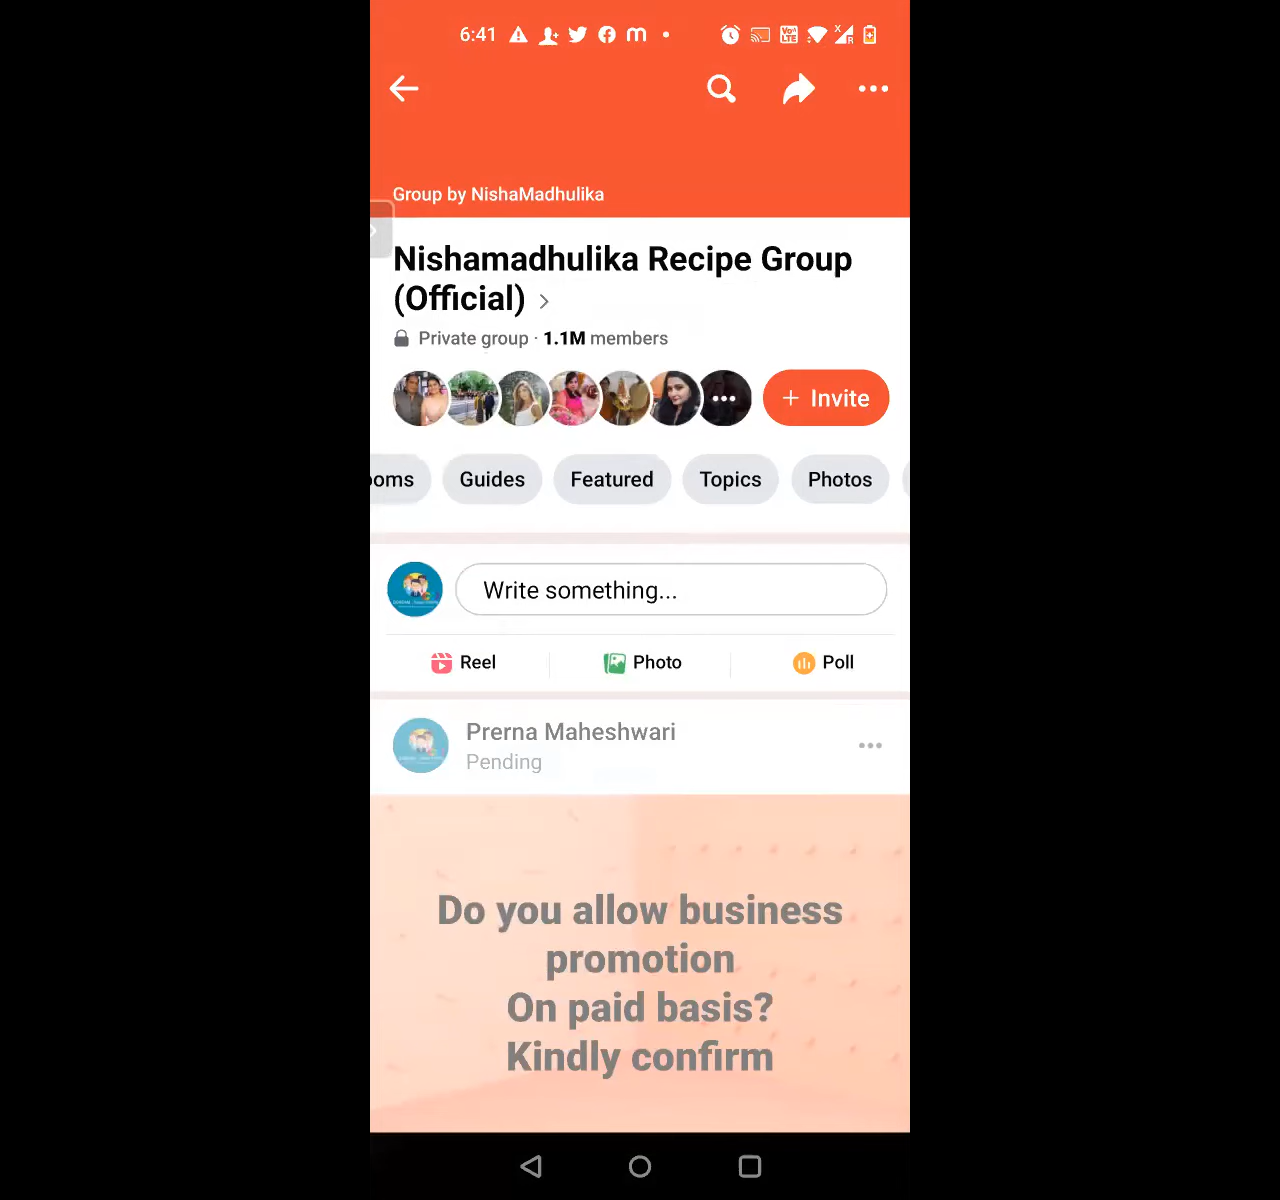 6:41
Group by NishaMadhulika
Nishamadhulika Recipe Group
(Official)
Private group · 1.1M members
+ Invite
ooms Guides Featured Topics Photos
Write something...
Reel Photo Poll
Prerna Maheshwari
Pending
Do you allow business
promotion
On paid basis?
Kindly confirm